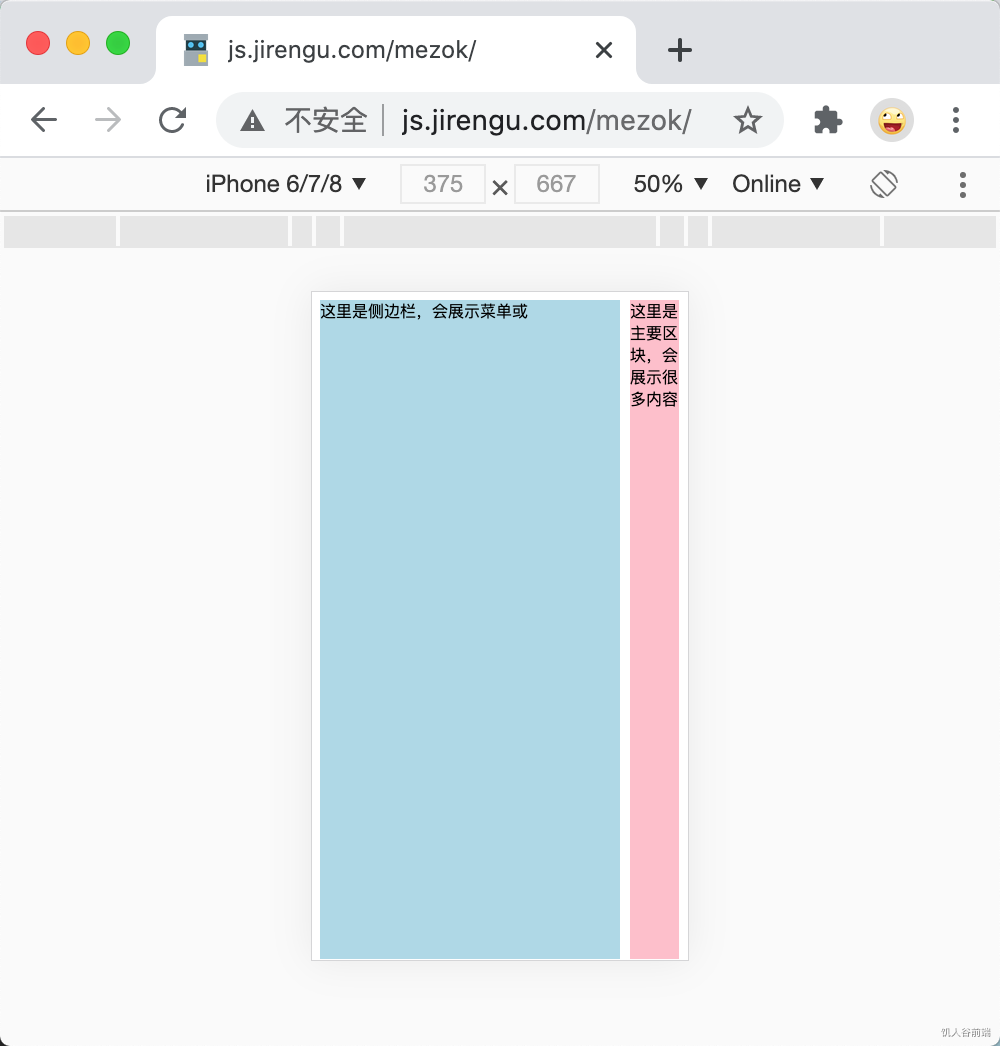 js.jirengu.com/mezok/
不安全
js.jirengu.com/mezok/
iPhone 6/7/8 ▼ 375 × 667 50% ▼ Online ▼
这里是侧边栏，会展示菜单或
这里是
主要区
块，会
展示很
多内容
饥人谷前端